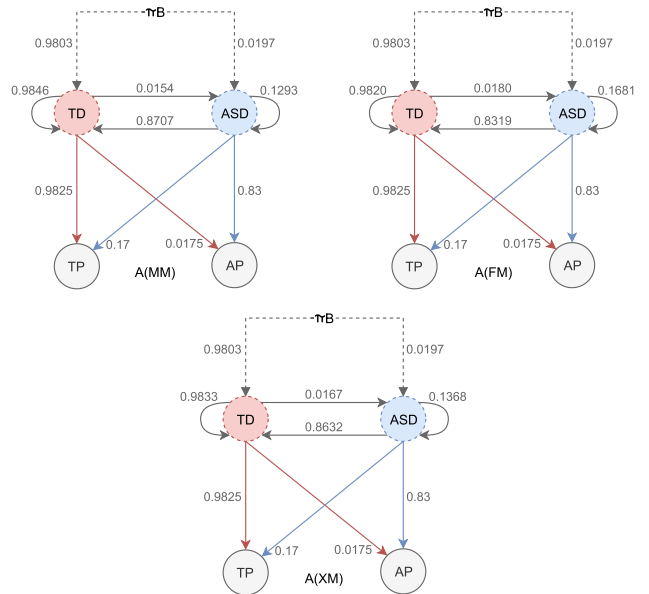 πB
πB
0.9803
0.0197
0.9803
0.0197
0.9846
0.0154
0.1293
0.9820
0.0180
0.1681
TD
ASD
TD
ASD
0.8707
0.8319
0.9825
0.83
0.9825
0.83
0.17
0.0175
0.17
0.0175
TP
AP
TP
AP
A(MM)
A(FM)
πB
0.9803
0.0197
0.9833
0.0167
0.1368
TD
ASD
0.8632
0.9825
0.83
0.17
0.0175
TP
AP
A(XM)